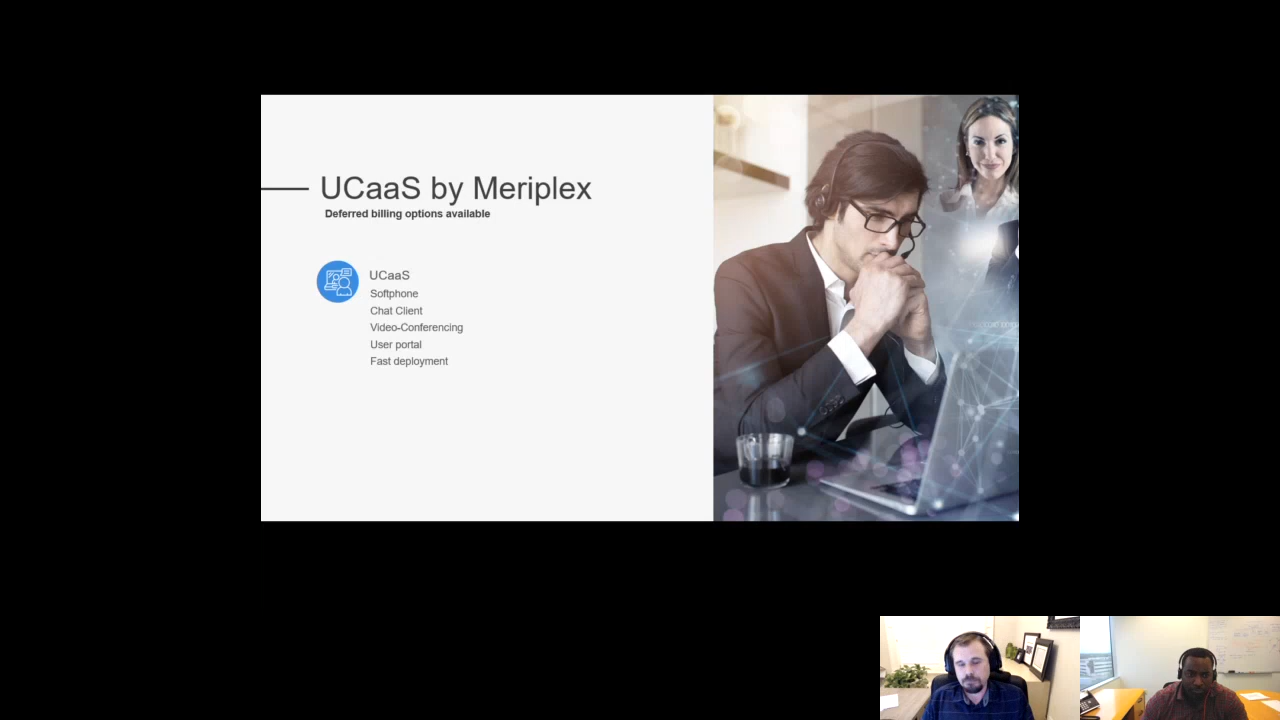 UCaaS by Meriplex
Deferred billing options available
UCaaS
Softphone
Chat Client
Video-Conferencing
User portal
Fast deployment